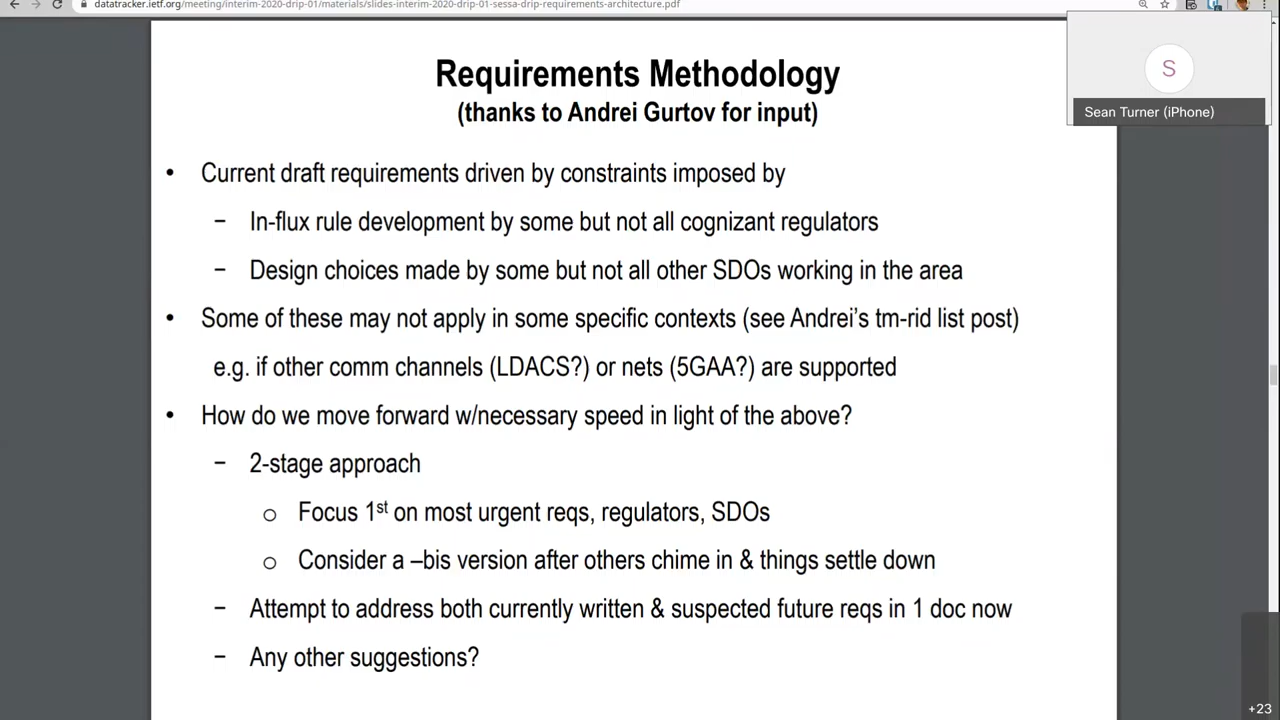 datatracker.ietf.org/meeting/interim-2020-drip-01/materials/slides-interim-2020-drip-01-sessa-drip-requirements-architecture.pdf
Requirements Methodology
(thanks to Andrei Gurtov for input)
S
Sean Turner (iPhone)
• Current draft requirements driven by constraints imposed by
− In-flux rule development by some but not all cognizant regulators
− Design choices made by some but not all other SDOs working in the area
• Some of these may not apply in some specific contexts (see Andrei’s tm-rid list post)
e.g. if other comm channels (LDACS?) or nets (5GAA?) are supported
• How do we move forward w/necessary speed in light of the above?
− 2-stage approach
o Focus 1st on most urgent reqs, regulators, SDOs
o Consider a –bis version after others chime in & things settle down
− Attempt to address both currently written & suspected future reqs in 1 doc now
− Any other suggestions?
+23